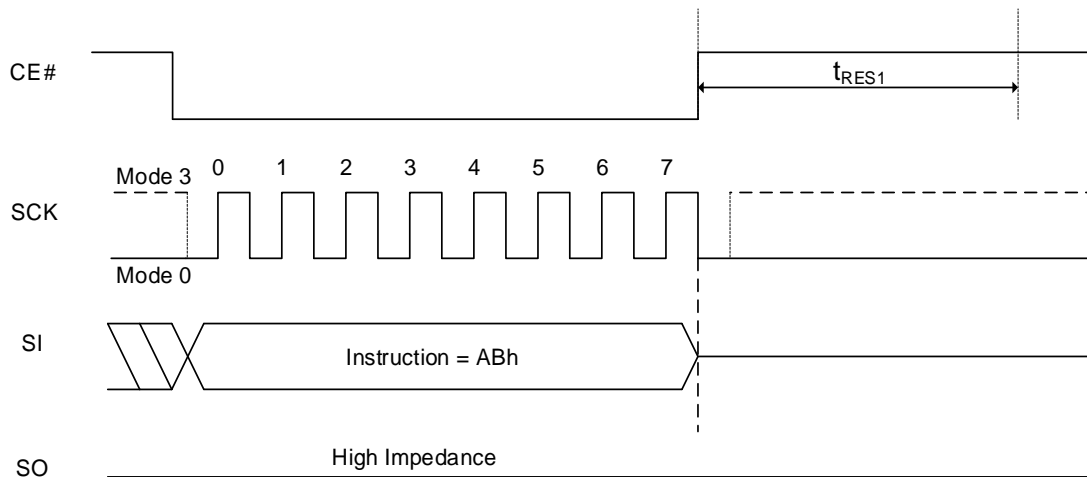 CE#
tRES1
Mode 3
0 1 2 3 4 5 6 7
SCK
Mode 0
SI
Instruction = ABh
High Impedance
SO